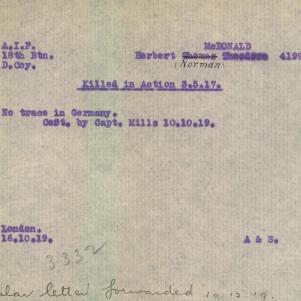 A.I.F. McDONALD
18th Btn. Herbert Thomas Theodore 4199
D.Coy. (Norman)
Killed in Action 3.5.17.
No trace in Germany.
Cert. by Capt. Mills 10.10.19.
London.
16.10.19. A & S.
3332
letter forwarded 10.12.19.